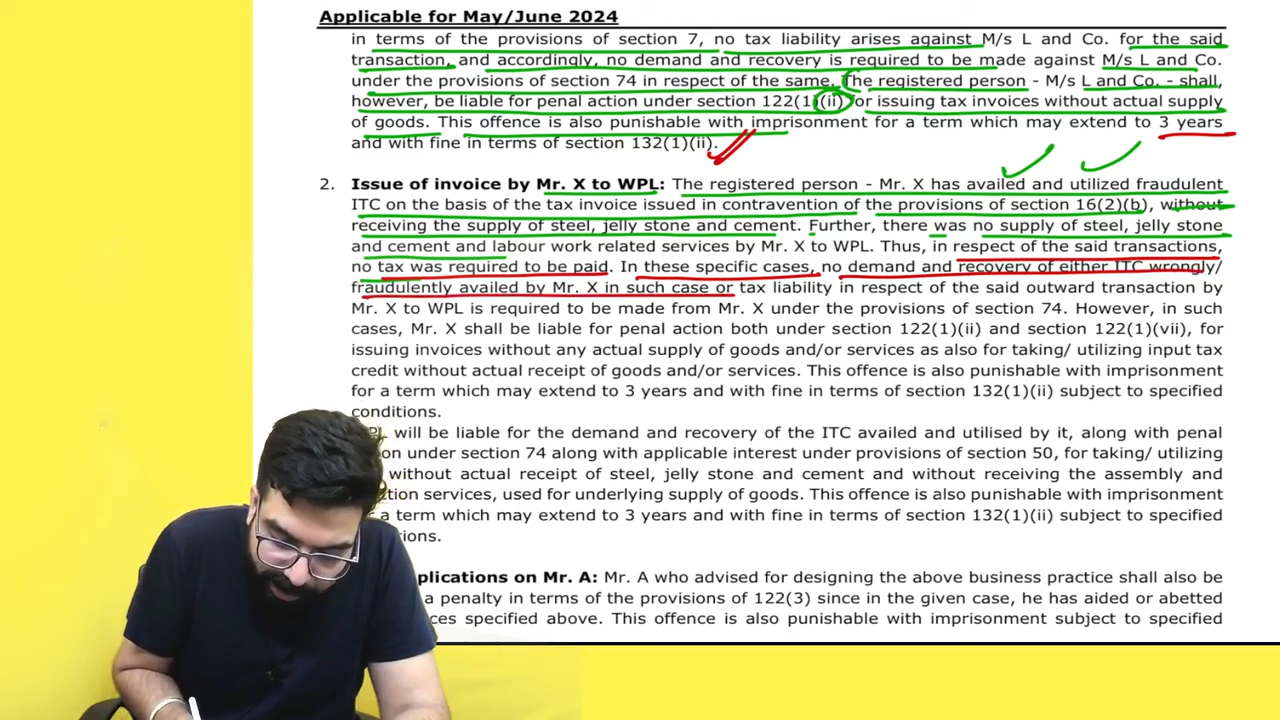 Applicable for May/June 2024
in terms of the provisions of section 7, no tax liability arises against M/s L and Co. for the said
transaction, and accordingly, no demand and recovery is required to be made against M/s L and Co.
under the provisions of section 74 in respect of the same. The registered person - M/s L and Co. - shall,
however, be liable for penal action under section 122(1)(ii) for issuing tax invoices without actual supply
of goods. This offence is also punishable with imprisonment for a term which may extend to 3 years
and with fine in terms of section 132(1)(ii).
2. Issue of invoice by Mr. X to WPL: The registered person - Mr. X has availed and utilized fraudulent
ITC on the basis of the tax invoice issued in contravention of the provisions of section 16(2)(b), without
receiving the supply of steel, jelly stone and cement. Further, there was no supply of steel, jelly stone
and cement and labour work related services by Mr. X to WPL. Thus, in respect of the said transactions,
no tax was required to be paid. In these specific cases, no demand and recovery of either ITC wrongly/
fraudulently availed by Mr. X in such case or tax liability in respect of the said outward transaction by
Mr. X to WPL is required to be made from Mr. X under the provisions of section 74. However, in such
cases, Mr. X shall be liable for penal action both under section 122(1)(ii) and section 122(1)(vii), for
issuing invoices without any actual supply of goods and/or services as also for taking/ utilizing input tax
credit without actual receipt of goods and/or services. This offence is also punishable with imprisonment
for a term which may extend to 3 years and with fine in terms of section 132(1)(ii) subject to specified
conditions.
will be liable for the demand and recovery of the ITC availed and utilised by it, along with penal
under section 74 along with applicable interest under provisions of section 50, for taking/ utilizing
without actual receipt of steel, jelly stone and cement and without receiving the assembly and
services, used for underlying supply of goods. This offence is also punishable with imprisonment
a term which may extend to 3 years and with fine in terms of section 132(1)(ii) subject to specified
on Mr. A: Mr. A who advised for designing the above business practice shall also be
a penalty in terms of the provisions of 122(3) since in the given case, he has aided or abetted
specified above. This offence is also punishable with imprisonment subject to specified